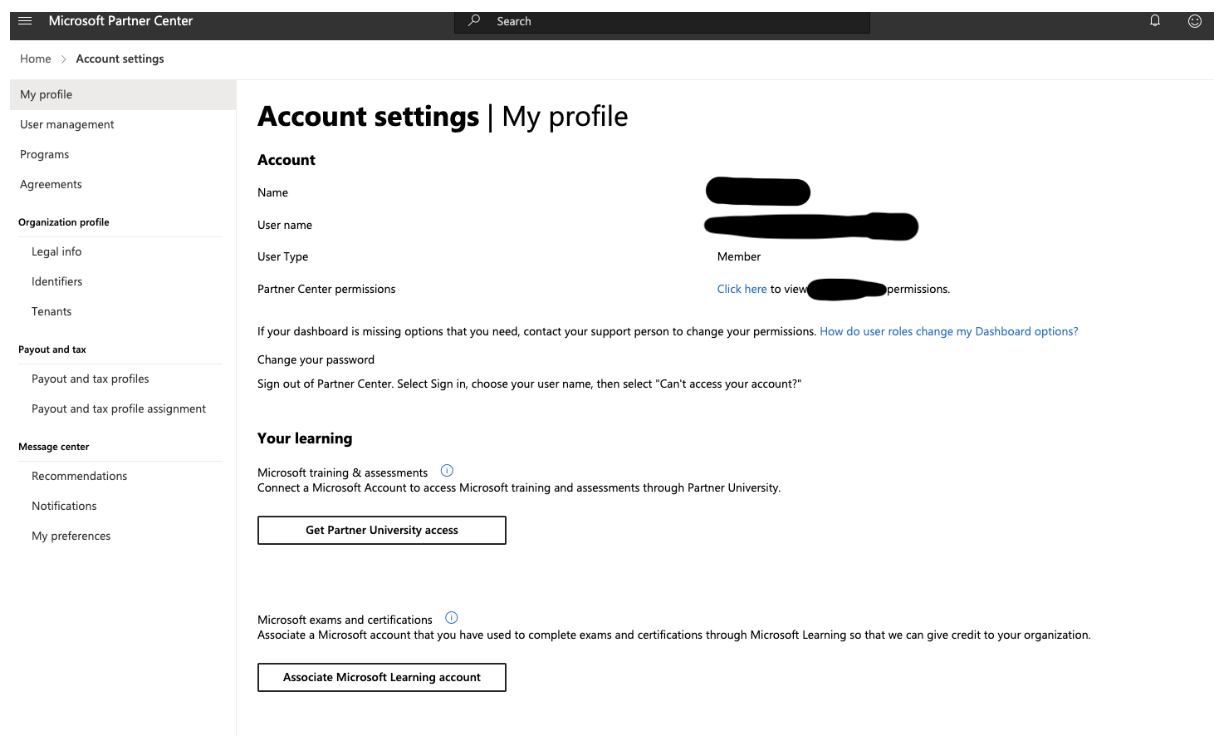 Microsoft Partner Center
Search
Home > Account settings
My profile
User management
Programs
Agreements
Organization profile
Legal info
Identifiers
Tenants
Payout and tax
Payout and tax profiles
Payout and tax profile assignment
Message center
Recommendations
Notifications
My preferences
Account settings | My profile
Account
Name
User name
User Type Member
Partner Center permissions Click here to view permissions.
If your dashboard is missing options that you need, contact your support person to change your permissions. How do user roles change my Dashboard options?
Change your password
Sign out of Partner Center. Select Sign in, choose your user name, then select "Can't access your account?"
Your learning
Microsoft training & assessments
Connect a Microsoft Account to access Microsoft training and assessments through Partner University.
Get Partner University access
Microsoft exams and certifications
Associate a Microsoft account that you have used to complete exams and certifications through Microsoft Learning so that we can give credit to your organization.
Associate Microsoft Learning account